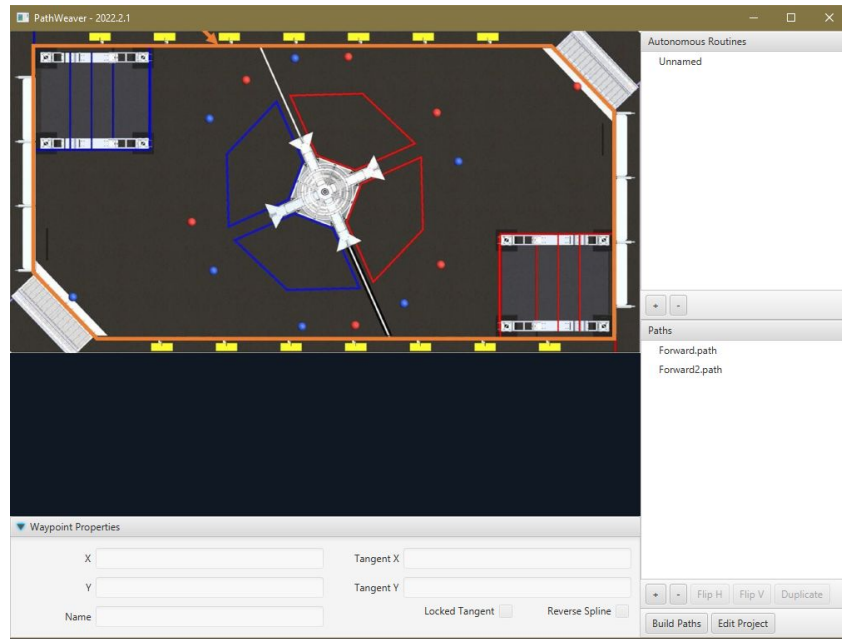 PathWeaver - 2022.2.1
Autonomous Routines
Unnamed
+ -
Paths
Forward.path
Forward2.path
Waypoint Properties
X
Tangent X
Y
Tangent Y
Name
Locked Tangent
Reverse Spline
+ - Flip H Flip V Duplicate
Build Paths Edit Project